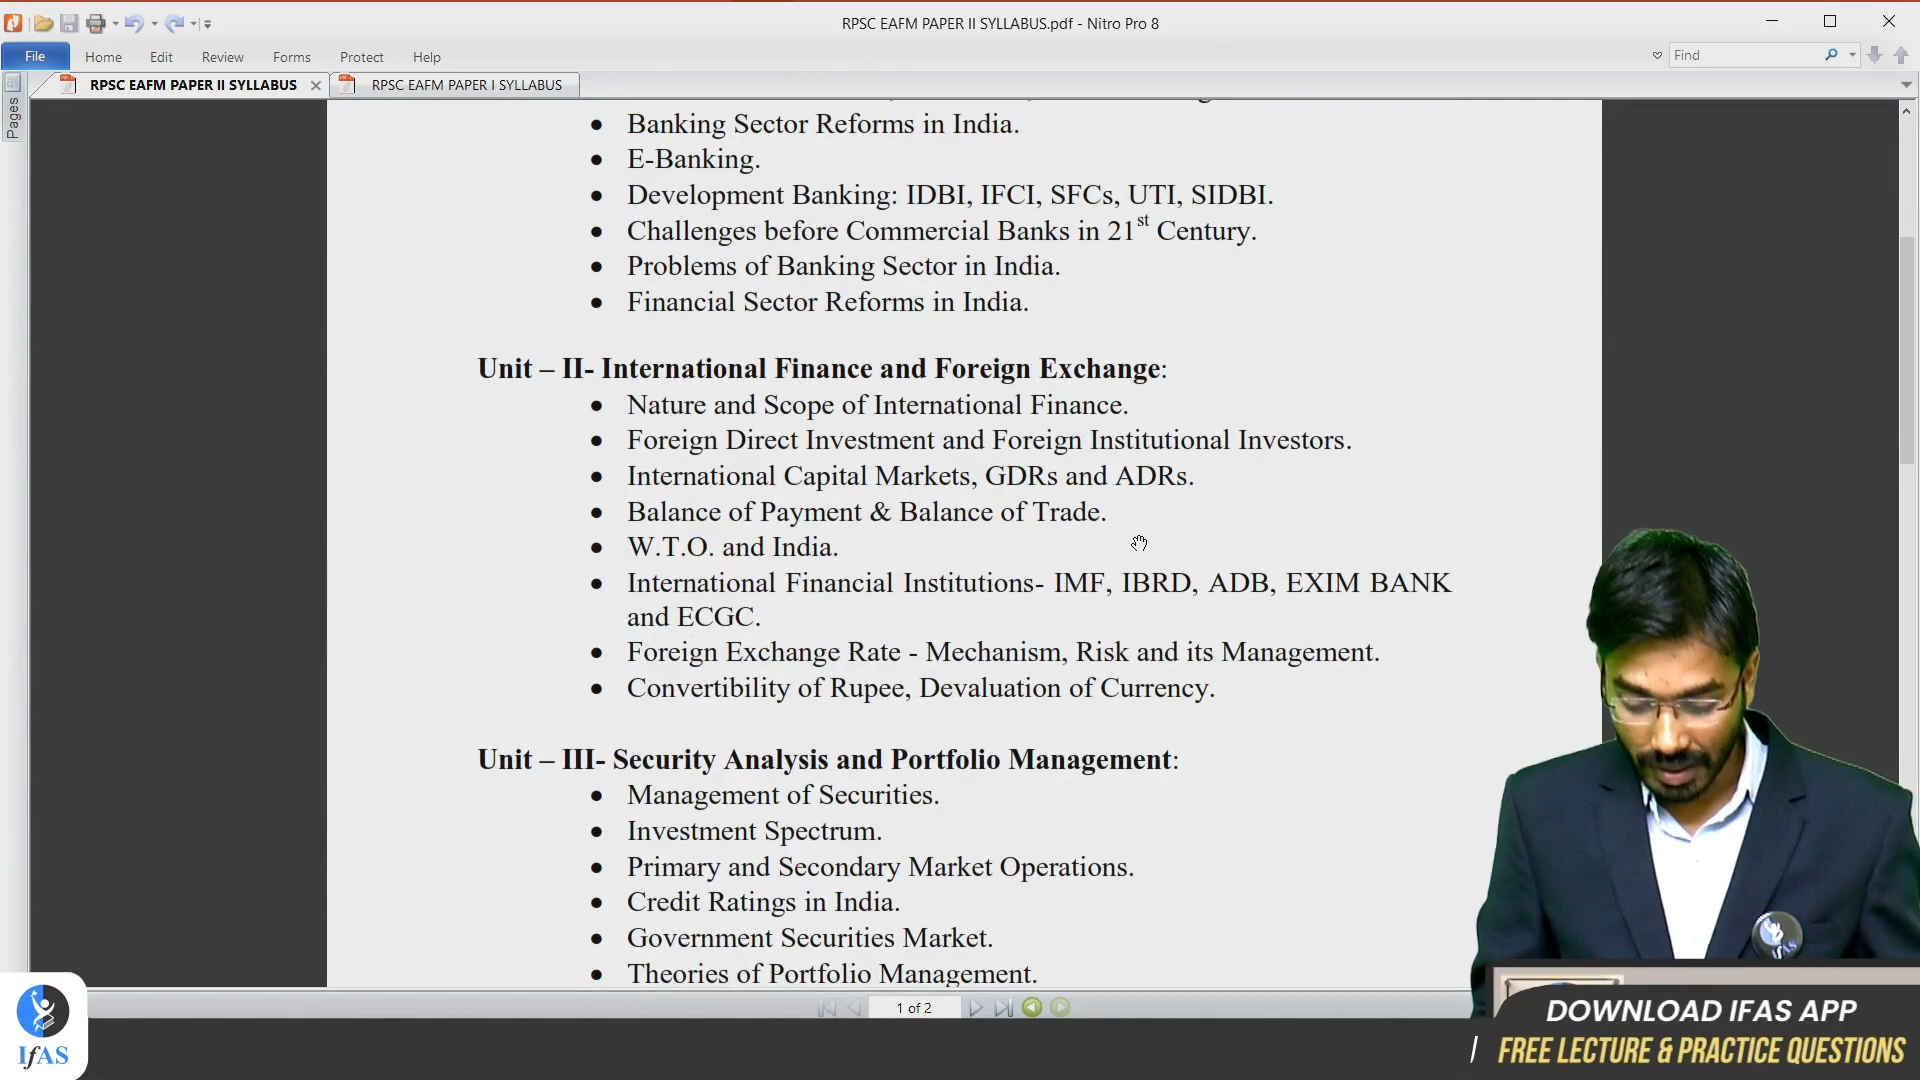 RPSC EAFM PAPER II SYLLABUS.pdf - Nitro Pro 8
File Home Edit Review Forms Protect Help Find
RPSC EAFM PAPER II SYLLABUS RPSC EAFM PAPER I SYLLABUS
Pages
• Banking Sector Reforms in India.
• E-Banking.
• Development Banking: IDBI, IFCI, SFCs, UTI, SIDBI.
• Challenges before Commercial Banks in 21st Century.
• Problems of Banking Sector in India.
• Financial Sector Reforms in India.
Unit – II- International Finance and Foreign Exchange:
• Nature and Scope of International Finance.
• Foreign Direct Investment and Foreign Institutional Investors.
• International Capital Markets, GDRs and ADRs.
• Balance of Payment & Balance of Trade.
• W.T.O. and India.
• International Financial Institutions- IMF, IBRD, ADB, EXIM BANK
and ECGC.
• Foreign Exchange Rate - Mechanism, Risk and its Management.
• Convertibility of Rupee, Devaluation of Currency.
Unit – III- Security Analysis and Portfolio Management:
• Management of Securities.
• Investment Spectrum.
• Primary and Secondary Market Operations.
• Credit Ratings in India.
• Government Securities Market.
• Theories of Portfolio Management.
1 of 2
IfAS
IfAS
DOWNLOAD IFAS APP
FREE LECTURE & PRACTICE QUESTIONS